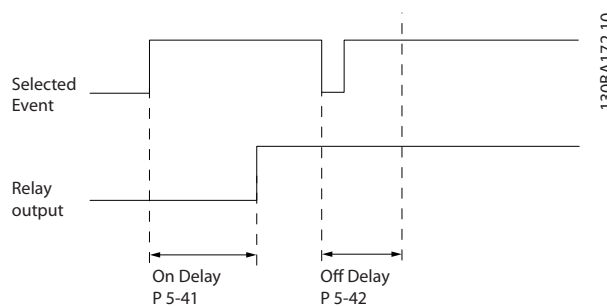 130BA172.10
Selected
Event
Relay
output
On Delay
P 5-41
Off Delay
P 5-42